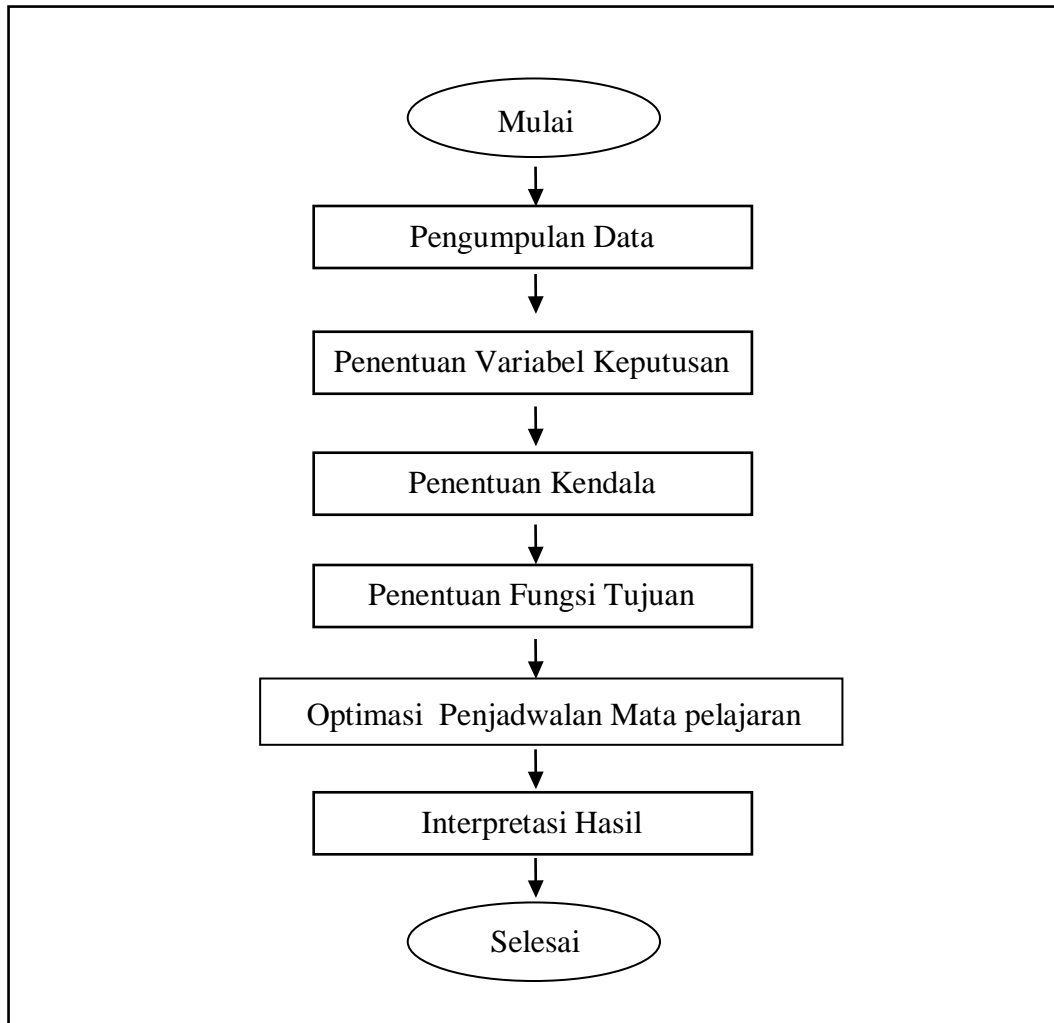 Mulai
Pengumpulan Data
Penentuan Variabel Keputusan
Penentuan Kendala
Penentuan Fungsi Tujuan
Optimasi  Penjadwalan Mata pelajaran
Interpretasi Hasil
Selesai